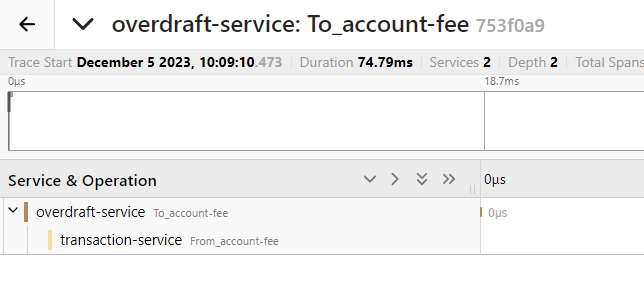 overdraft-service: To_account-fee 753f0a9
Trace Start December 5 2023, 10:09:10.473 Duration 74.79ms Services 2 Depth 2 Total Spans
0μs 18.7ms
Service & Operation 0μs
overdraft-service To_account-fee 0μs
transaction-service From_account-fee